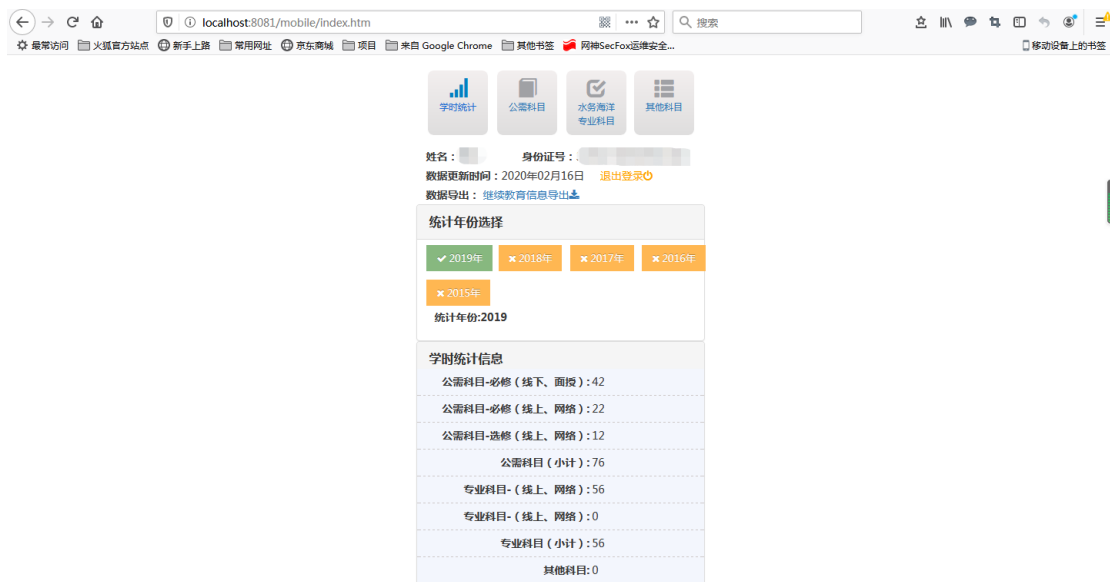 localhost:8081/mobile/index.htm
搜索
最常访问 火狐官方站点 新手上路 常用网址 京东商城 项目 来自 Google Chrome 其他书签 网神SecFox运维安全... 移动设备上的书签
学时统计 公需科目 水务海洋 其他科目
专业科目
姓名： 身份证号：
数据更新时间：2020年02月16日 退出登录
数据导出： 继续教育信息导出
统计年份选择
2019年 2018年 2017年 2016年
2015年
统计年份:2019
学时统计信息
公需科目-必修（线下、面授）: 42
公需科目-必修（线上、网络）: 22
公需科目-选修（线上、网络）: 12
公需科目（小计）: 76
专业科目-（线上、网络）: 56
专业科目-（线上、网络）: 0
专业科目（小计）: 56
其他科目: 0